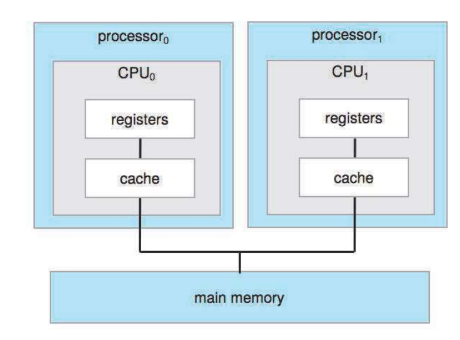 processor₀
CPU₀
registers
cache
processor₁
CPU₁
registers
cache
main memory